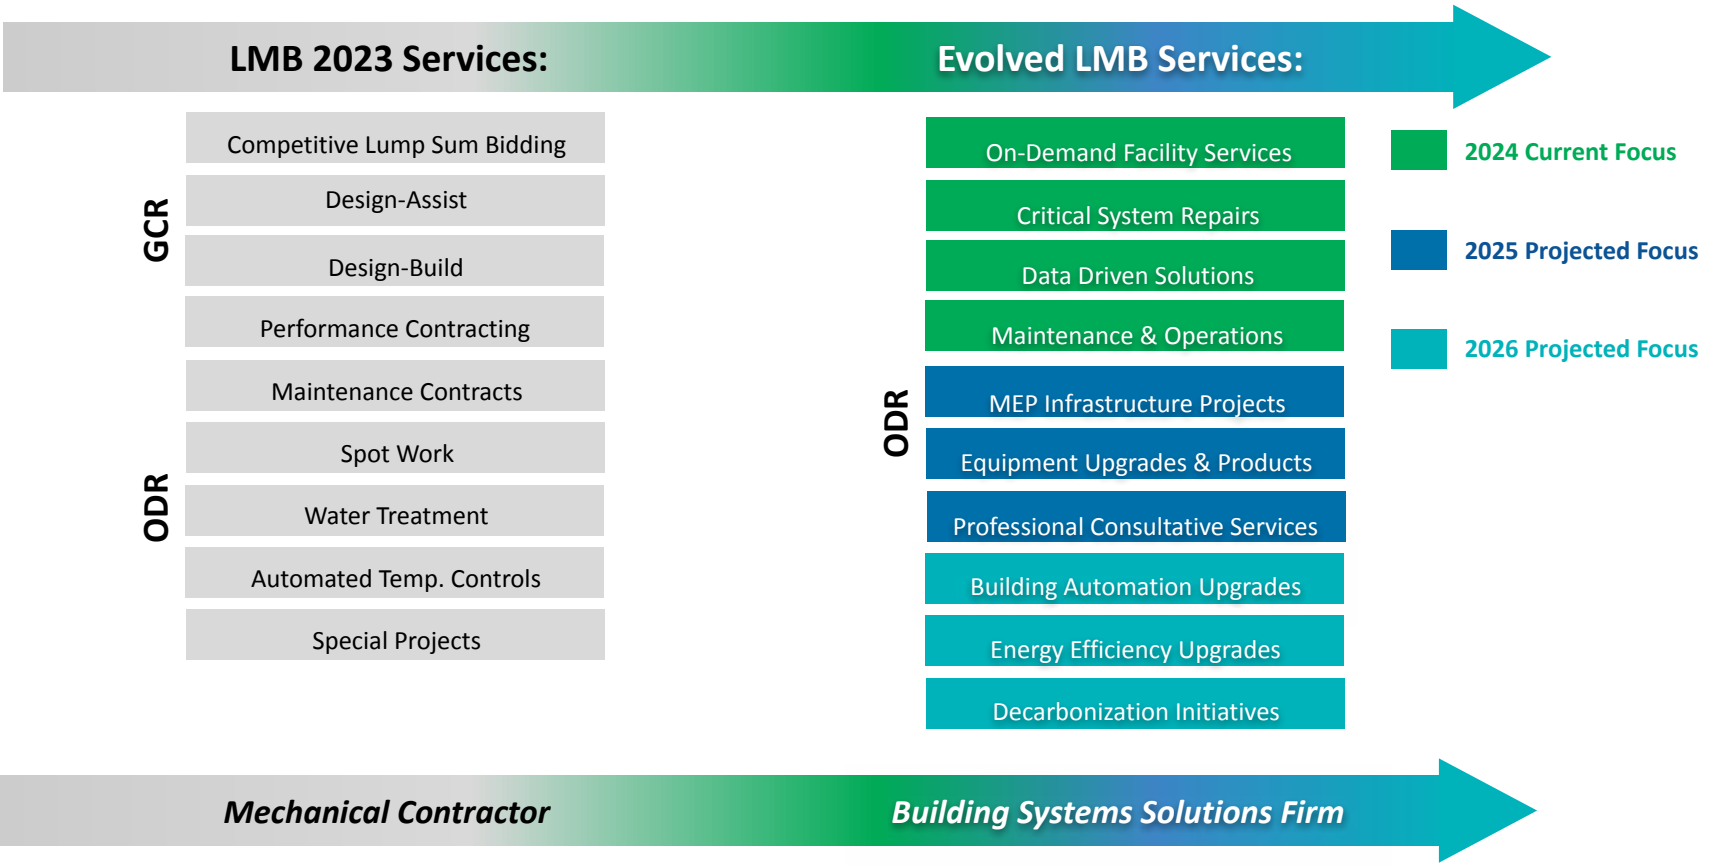 LMB 2023 Services:
Evolved LMB Services:
GCR
Competitive Lump Sum Bidding
Design-Assist
Design-Build
Performance Contracting
ODR
Maintenance Contracts
Spot Work
Water Treatment
Automated Temp. Controls
Special Projects
ODR
On-Demand Facility Services
Critical System Repairs
Data Driven Solutions
Maintenance & Operations
MEP Infrastructure Projects
Equipment Upgrades & Products
Professional Consultative Services
Building Automation Upgrades
Energy Efficiency Upgrades
Decarbonization Initiatives
2024 Current Focus
2025 Projected Focus
2026 Projected Focus
Mechanical Contractor
Building Systems Solutions Firm